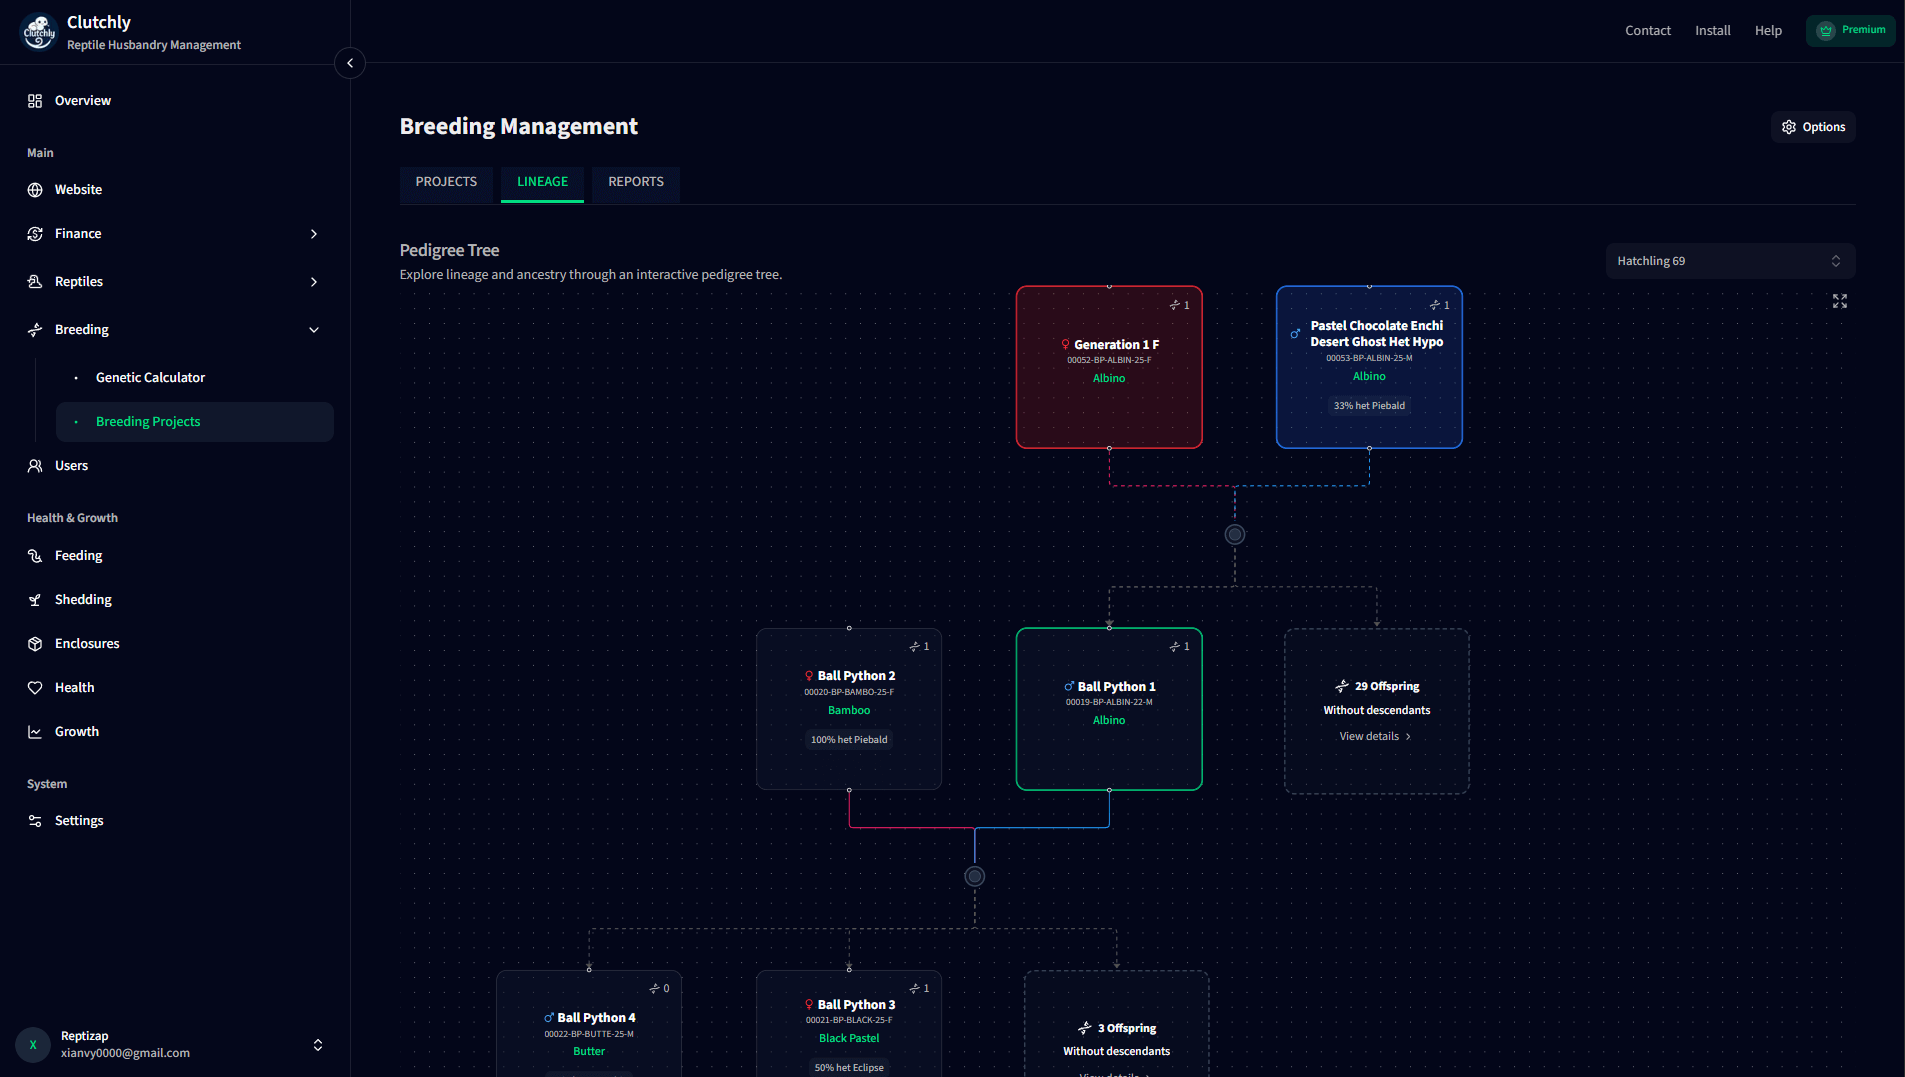 Clutchly
Clutchly
Reptile Husbandry Management
Contact
Install
Help
Premium
Overview
Main
Website
Finance
Reptiles
Breeding
Genetic Calculator
Breeding Projects
Users
Health & Growth
Feeding
Shedding
Enclosures
Health
Growth
System
Settings
X
Reptizap
xianvy0000@gmail.com
Breeding Management
Options
PROJECTS
LINEAGE
REPORTS
Pedigree Tree
Explore lineage and ancestry through an interactive pedigree tree.
Hatchling 69
1
♀ Generation 1 F
00052-BP-ALBIN-25-F
Albino
1
♂ Pastel Chocolate Enchi
Desert Ghost Het Hypo
00053-BP-ALBIN-25-M
Albino
33% het Piebald
1
♀ Ball Python 2
00020-BP-BAMBO-25-F
Bamboo
100% het Piebald
1
♂ Ball Python 1
00019-BP-ALBIN-22-M
Albino
29 Offspring
Without descendants
View details >
0
♂ Ball Python 4
00022-BP-BUTTE-25-M
Butter
1
♀ Ball Python 3
00021-BP-BLACK-25-F
Black Pastel
50% het Eclipse
3 Offspring
Without descendants
View details